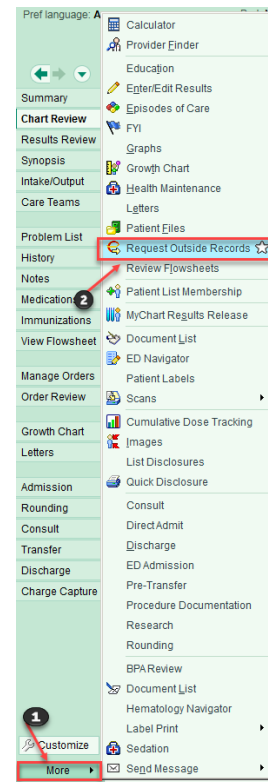 Pref language: A
Summary
Chart Review
Results Review
Synopsis
Intake/Output
Care Teams
Problem List
History
Notes
Medications
2
Immunizations
View Flowsheet
Manage Orders
Order Review
Growth Chart
Letters
Admission
Rounding
Consult
Transfer
Discharge
Charge Capture
1
Customize
More
Calculator
Provider Finder
Education
Enter/Edit Results
Episodes of Care
FYI
Graphs
Growth Chart
Health Maintenance
Letters
Patient Files
Request Outside Records
Review Flowsheets
Patient List Membership
MyChart Results Release
Document List
ED Navigator
Patient Labels
Scans
Cumulative Dose Tracking
Images
List Disclosures
Quick Disclosure
Consult
Direct Admit
Discharge
ED Admission
Pre-Transfer
Procedure Documentation
Research
Rounding
BPA Review
Document List
Hematology Navigator
Label Print
Sedation
Send Message